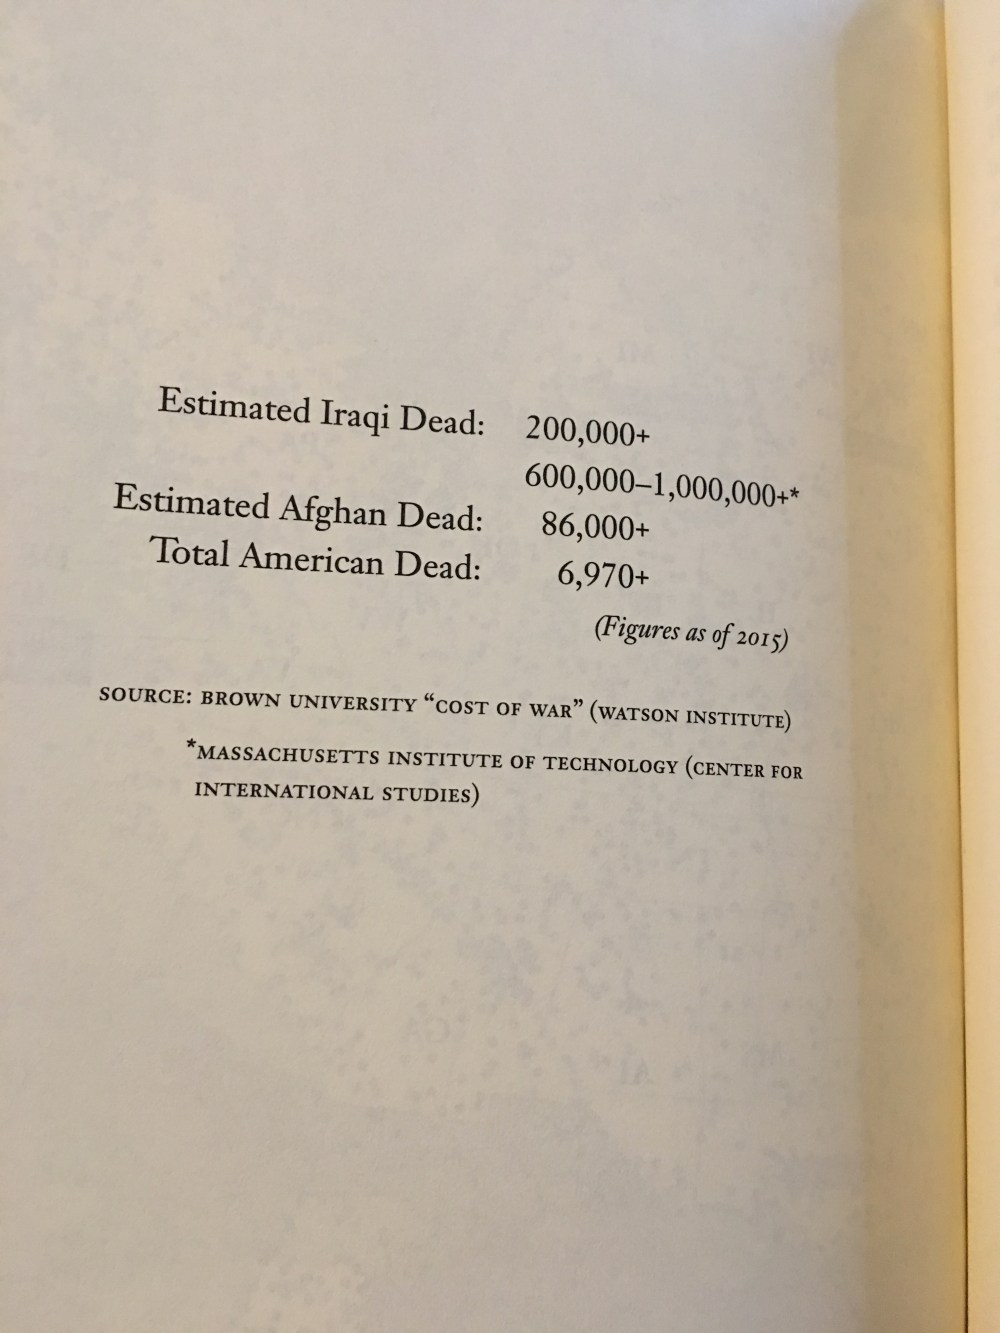 Estimated Iraqi Dead: 200,000+
600,000–1,000,000+*
Estimated Afghan Dead: 86,000+
Total American Dead: 6,970+
(Figures as of 2015)
SOURCE: BROWN UNIVERSITY “COST OF WAR” (WATSON INSTITUTE)
*MASSACHUSETTS INSTITUTE OF TECHNOLOGY (CENTER FOR
INTERNATIONAL STUDIES)